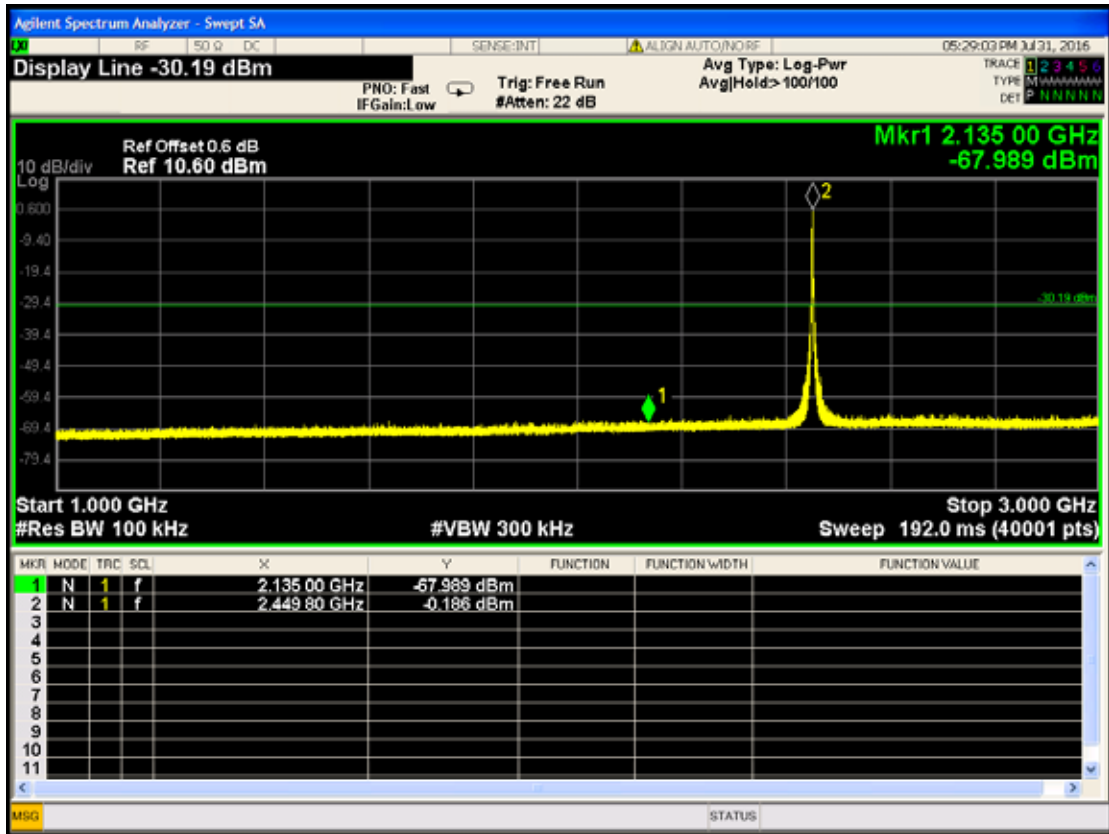 Agilent Spectrum Analyzer - Swept SA
LXI RF 50 Ω DC SENSE:INT ALIGN AUTO/NO RF 05:29:03 PM Jul 31, 2016
Display Line -30.19 dBm
PNO: Fast Trig: Free Run Avg Type: Log-Pwr TRACE 1 2 3 4 5 6
IFGain:Low #Atten: 22 dB Avg|Hold:>100/100 TYPE M
DET P N N N N N
Mkr1 2.135 00 GHz
-67.989 dBm
Ref Offset 0.6 dB
10 dB/div Ref 10.60 dBm
Log
2
0.600
-9.40
-19.4
-29.4
-30.19 dBm
-39.4
-49.4
-59.4
1
-69.4
-79.4
Start 1.000 GHz Stop 3.000 GHz
#Res BW 100 kHz #VBW 300 kHz Sweep 192.0 ms (40001 pts)
MKR MODE TRC SCL X Y FUNCTION FUNCTION WIDTH FUNCTION VALUE
1 N 1 f 2.135 00 GHz -67.989 dBm
2 N 1 f 2.449 80 GHz -0.186 dBm
3
4
5
6
7
8
9
10
11
MSG STATUS